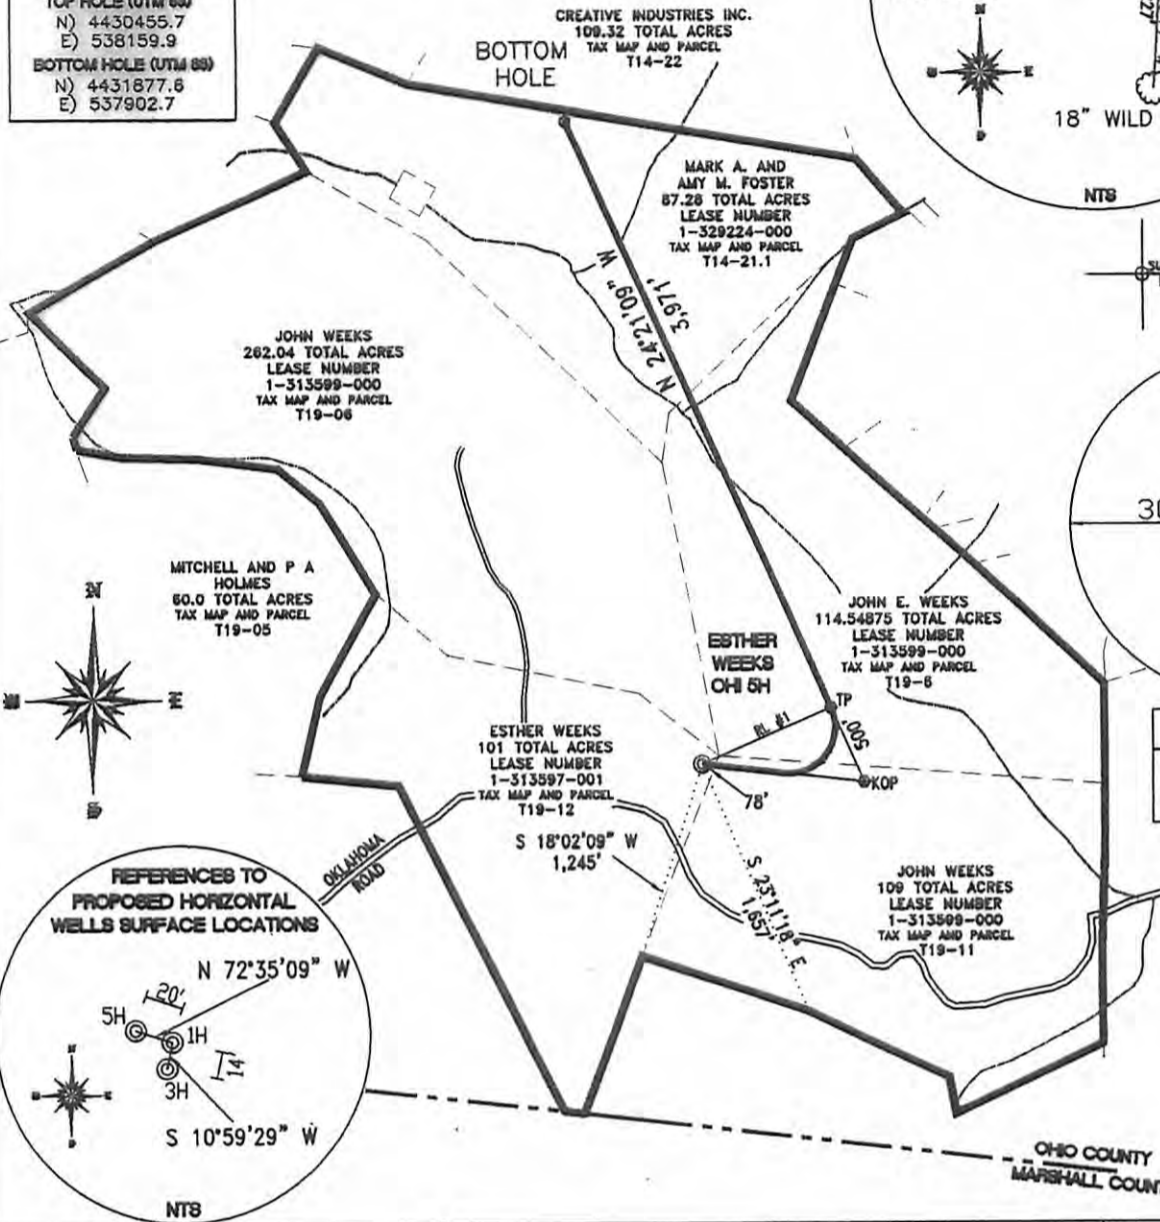 TOP HOLE (UTM 83)
N) 4430455.7
E) 538159.9
BOTTOM HOLE (UTM 83)
N) 4431877.6
E) 537902.7
CREATIVE INDUSTRIES INC.
109.32 TOTAL ACRES
TAX MAP AND PARCEL
T14-22
BOTTOM
HOLE
18" WILD
NTS
MARK A. AND
AMY M. FOSTER
87.28 TOTAL ACRES
LEASE NUMBER
1-329224-000
TAX MAP AND PARCEL
T14-21.1
N 24°21'09" W
3,971'
JOHN WEEKS
262.04 TOTAL ACRES
LEASE NUMBER
1-313599-000
TAX MAP AND PARCEL
T19-06
MITCHELL AND P A
HOLMES
60.0 TOTAL ACRES
TAX MAP AND PARCEL
T19-05
JOHN E. WEEKS
114.54875 TOTAL ACRES
LEASE NUMBER
1-313599-000
TAX MAP AND PARCEL
T19-6
ESTHER
WEEKS
OHI 5H
TP
RL #1
500'
KOP
78'
ESTHER WEEKS
101 TOTAL ACRES
LEASE NUMBER
1-313597-001
TAX MAP AND PARCEL
T19-12
S 18°02'09" W
1,245'
S 23°11'18" E
1,657'
OKLAHOMA
ROAD
JOHN WEEKS
109 TOTAL ACRES
LEASE NUMBER
1-313599-000
TAX MAP AND PARCEL
T19-11
REFERENCES TO
PROPOSED HORIZONTAL
WELLS SURFACE LOCATIONS
N 72°35'09" W
20'
5H
1H
14'
3H
S 10°59'29" W
NTS
OHIO COUNTY
MARSHALL COUNT